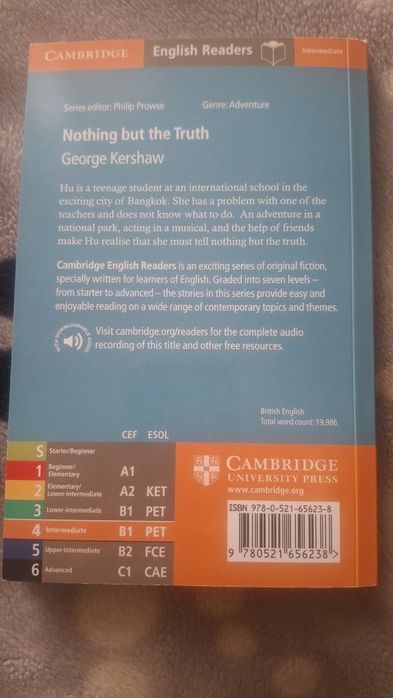 CAMBRIDGE English Readers Intermediate
Series editor: Philip Prowse Genre: Adventure
Nothing but the Truth
George Kershaw
Hu is a teenage student at an international school in the
exciting city of Bangkok. She has a problem with one of the
teachers and does not know what to do. An adventure in a
national park, acting in a musical, and the help of friends
make Hu realise that she must tell nothing but the truth.
Cambridge English Readers is an exciting series of original fiction,
specially written for learners of English. Graded into seven levels –
from starter to advanced – the stories in this series provide easy and
enjoyable reading on a wide range of contemporary topics and themes.
WITH DOWNLOADABLE AUDIO
Visit cambridge.org/readers for the complete audio
recording of this title and other free resources.
British English
Total word count: 19,986
CEF ESOL
S Starter/Beginner
1 Beginner/
Elementary A1
2 Elementary/
Lower-intermediate A2 KET
3 Lower-intermediate B1 PET
4 Intermediate B1 PET
5 Upper-intermediate B2 FCE
6 Advanced C1 CAE
CAMBRIDGE
UNIVERSITY PRESS
www.cambridge.org
ISBN 978-0-521-65623-8
9 780521 656238 >